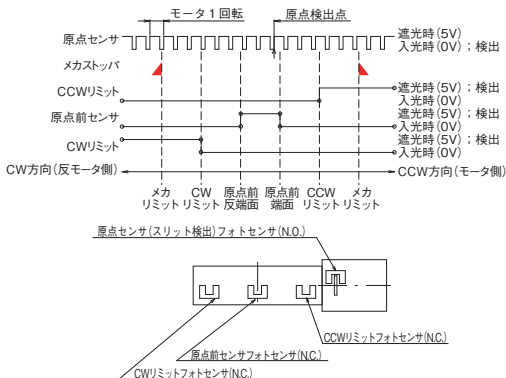 モータ1回転
原点検出点
原点センサ
遮光時(5V)
入光時(0V);検出
メカストッパ
CCWリミット
遮光時(5V);検出
入光時(0V)
原点前センサ
遮光時(5V);検出
入光時(0V)
CWリミット
遮光時(5V);検出
入光時(0V)
CW方向(反モータ側)
CCW方向(モータ側)
メカ
リミット
CW
リミット
原点前
反端面
原点前
端面
CCW
リミット
メカ
リミット
原点センサ(スリット検出)フォトセンサ(N.O.)
CCWリミットフォトセンサ(N.C.)
原点前センサフォトセンサ(N.C.)
CWリミットフォトセンサ(N.C.)